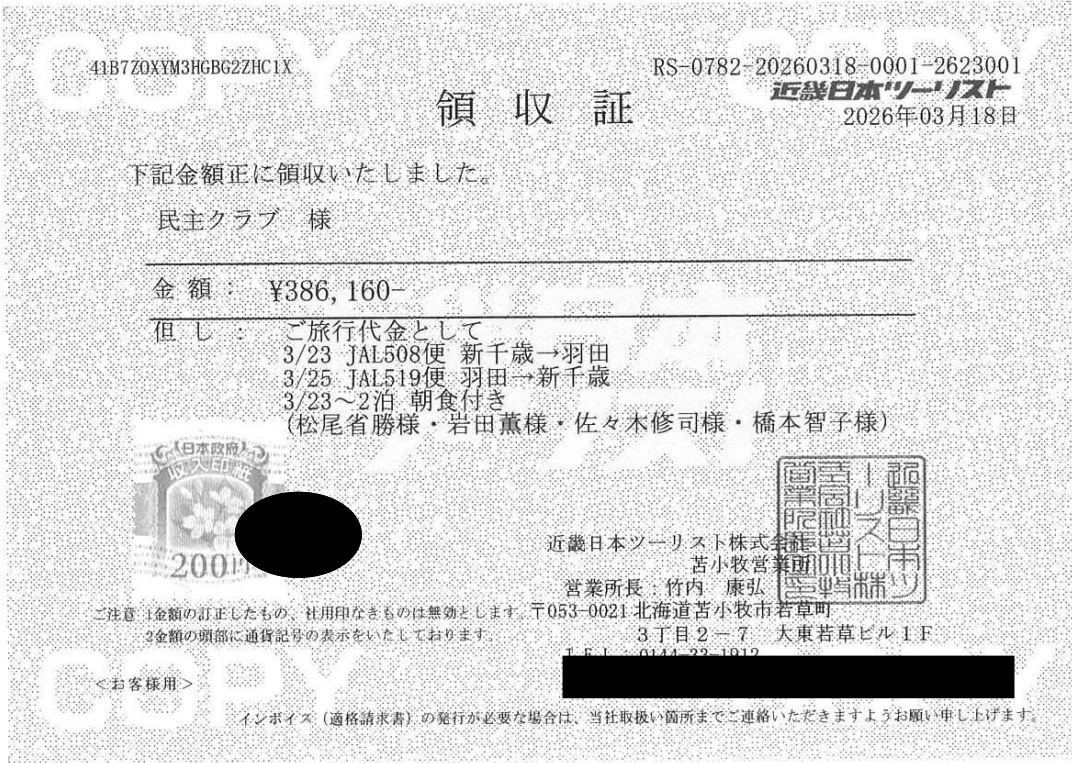 COPY COPY
41B7ZOXYM3HGBG2ZHC1X
RS-0782-20260318-0001-2623001
近畿日本ツーリスト
領収証
2026年03月18日
下記金額正に領収いたしました。
民主クラブ 様
金額： ¥386,160-
但し： ご旅行代金として
3/23 JAL508便 新千歳→羽田
3/25 JAL519便 羽田→新千歳
3/23～2泊 朝食付き
(松尾省勝様・岩田薫様・佐々木修司様・橋本智子様)
日本政府
収入印紙
200円
近畿日本ツーリスト株式会社
苫小牧営業所
営業所長：竹内 康弘
ご注意 1金額の訂正したもの、社用印なきものは無効とします。
〒053-0021 北海道苫小牧市若草町
2金額の頭部に通貨記号の表示をいたしております。
3丁目2－7 大東若草ビル1F
TEL 0144-33-1912
<お客様用>
COPY
インボイス（適格請求書）の発行が必要な場合は、当社取扱い箇所までご連絡いただきますようお願い申し上げます。